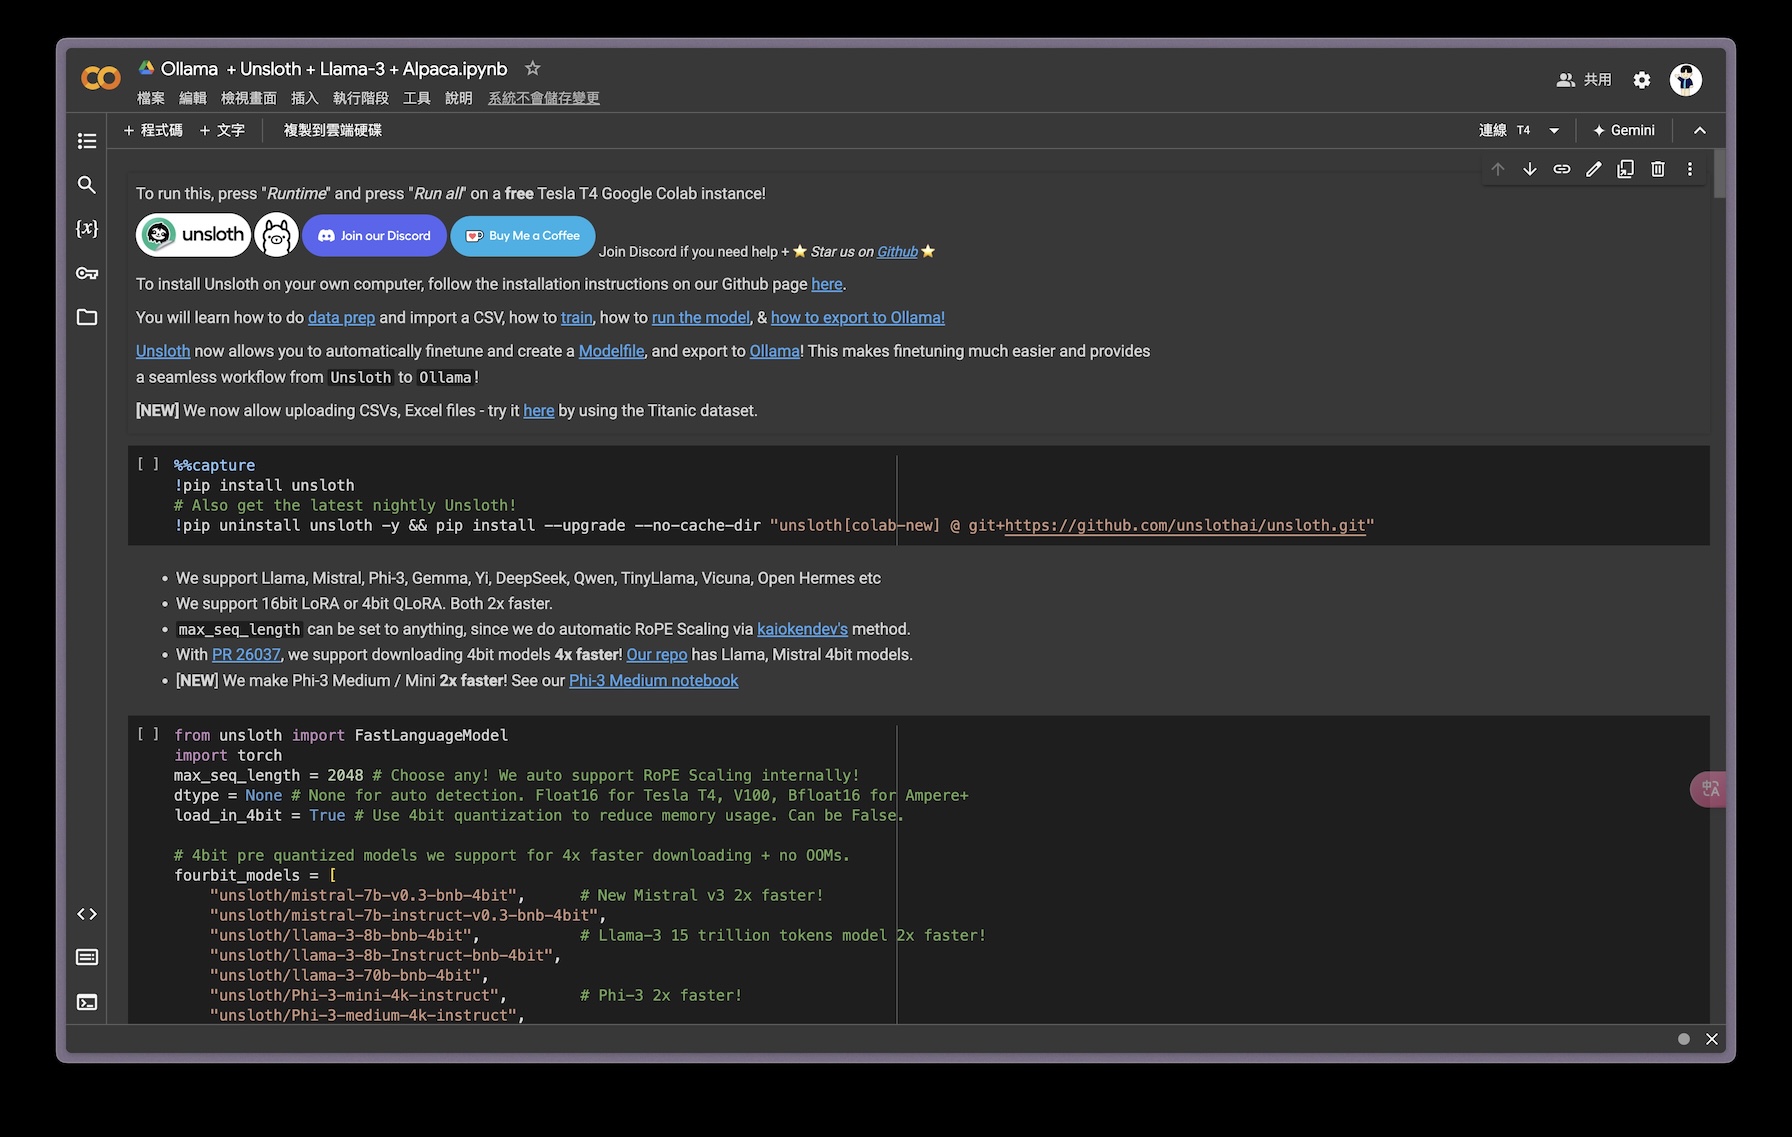 Ollama + Unsloth + Llama-3 + Alpaca.ipynb
檔案 編輯 檢視畫面 插入 執行階段 工具 說明 系統不會儲存變更
共用
+ 程式碼 + 文字 複製到雲端硬碟
連線 T4 Gemini
To run this, press "Runtime" and press "Run all" on a free Tesla T4 Google Colab instance!
unsloth Join our Discord Buy Me a Coffee Join Discord if you need help + ⭐ Star us on Github ⭐
To install Unsloth on your own computer, follow the installation instructions on our Github page here.
You will learn how to do data prep and import a CSV, how to train, how to run the model, & how to export to Ollama!
Unsloth now allows you to automatically finetune and create a Modelfile, and export to Ollama! This makes finetuning much easier and provides
a seamless workflow from Unsloth to Ollama!
[NEW] We now allow uploading CSVs, Excel files - try it here by using the Titanic dataset.
[ ] %%capture
!pip install unsloth
# Also get the latest nightly Unsloth!
!pip uninstall unsloth -y && pip install --upgrade --no-cache-dir "unsloth[colab-new] @ git+https://github.com/unslothai/unsloth.git"
• We support Llama, Mistral, Phi-3, Gemma, Yi, DeepSeek, Qwen, TinyLlama, Vicuna, Open Hermes etc
• We support 16bit LoRA or 4bit QLoRA. Both 2x faster.
• max_seq_length can be set to anything, since we do automatic RoPE Scaling via kaiokendev's method.
• With PR 26037, we support downloading 4bit models 4x faster! Our repo has Llama, Mistral 4bit models.
• [NEW] We make Phi-3 Medium / Mini 2x faster! See our Phi-3 Medium notebook
[ ] from unsloth import FastLanguageModel
import torch
max_seq_length = 2048 # Choose any! We auto support RoPE Scaling internally!
dtype = None # None for auto detection. Float16 for Tesla T4, V100, Bfloat16 for Ampere+
load_in_4bit = True # Use 4bit quantization to reduce memory usage. Can be False.
# 4bit pre quantized models we support for 4x faster downloading + no OOMs.
fourbit_models = [
"unsloth/mistral-7b-v0.3-bnb-4bit", # New Mistral v3 2x faster!
"unsloth/mistral-7b-instruct-v0.3-bnb-4bit",
"unsloth/llama-3-8b-bnb-4bit", # Llama-3 15 trillion tokens model 2x faster!
"unsloth/llama-3-8b-Instruct-bnb-4bit",
"unsloth/llama-3-70b-bnb-4bit",
"unsloth/Phi-3-mini-4k-instruct", # Phi-3 2x faster!
"unsloth/Phi-3-medium-4k-instruct",